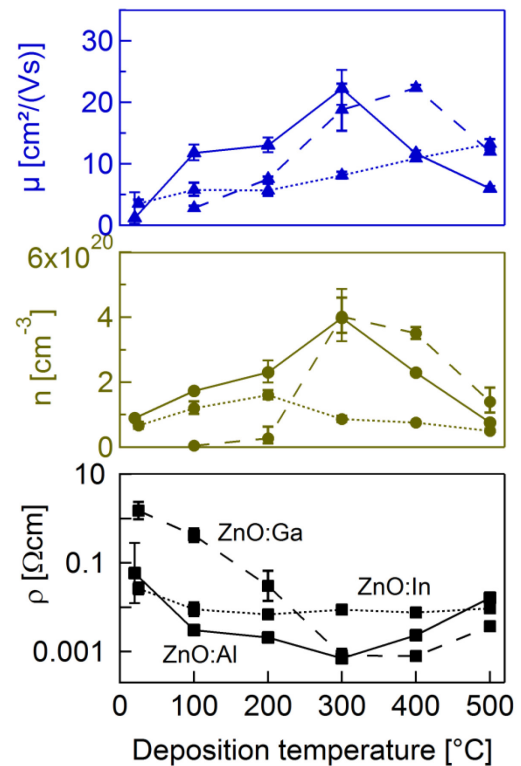 30
20
10
0
µ [cm²/(Vs)]
6x10²⁰
4
2
0
n [cm⁻³]
10
0.1
0.001
ρ [Ωcm]
ZnO:Ga
ZnO:In
ZnO:Al
0 100 200 300 400 500
Deposition temperature [°C]